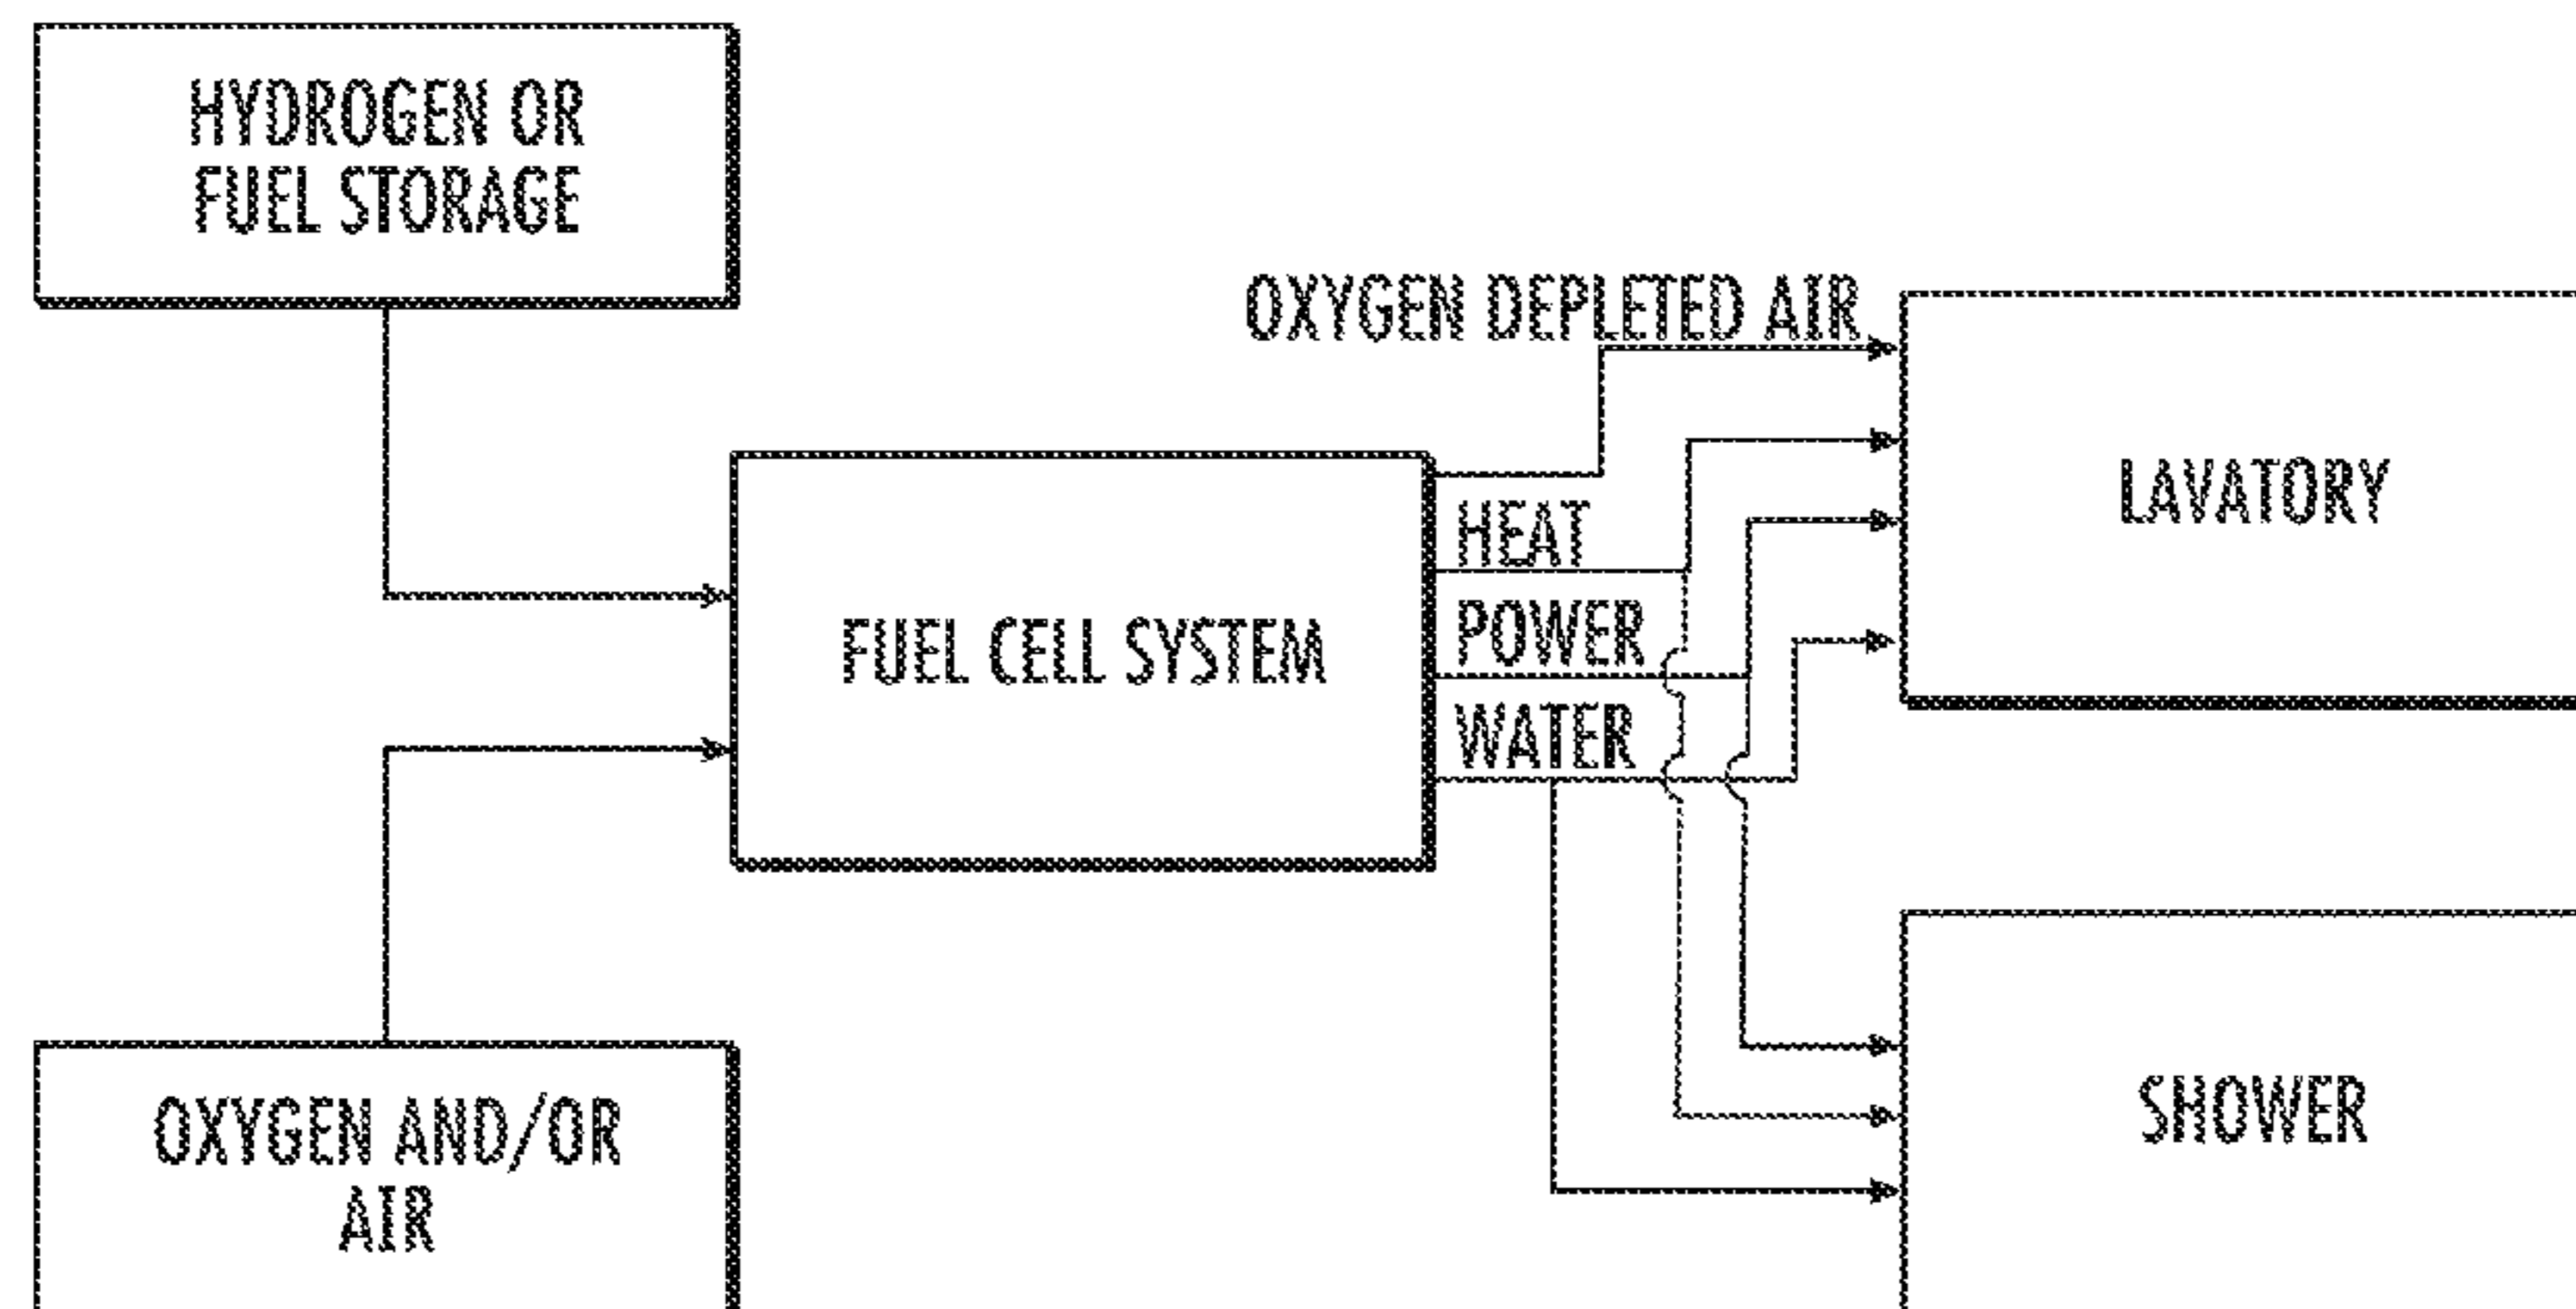 HYDROGEN OR
FUEL STORAGE
OXYGEN DEPLETED AIR
LAVATORY
HEAT
FUEL CELL SYSTEM
POWER
WATER
OXYGEN AND/OR
AIR
SHOWER